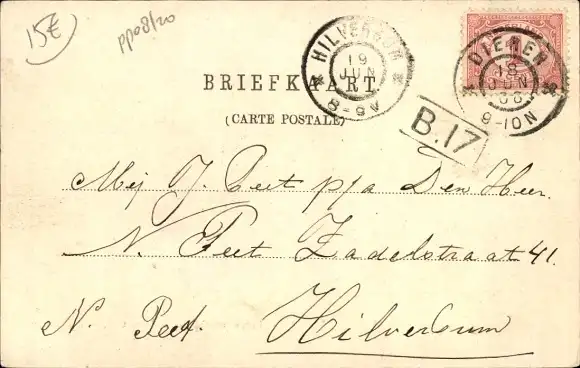 15€
pp08/20
HILVERSUM
19
JUN
8-9V
DIEREN
18
JUN
9-10N
BRIEFKAART.
(CARTE POSTALE)
B.17
Mej J. Peet p/a Den Heer
N. Peet Zadelstraat 41.
N. Peet. Hilversum